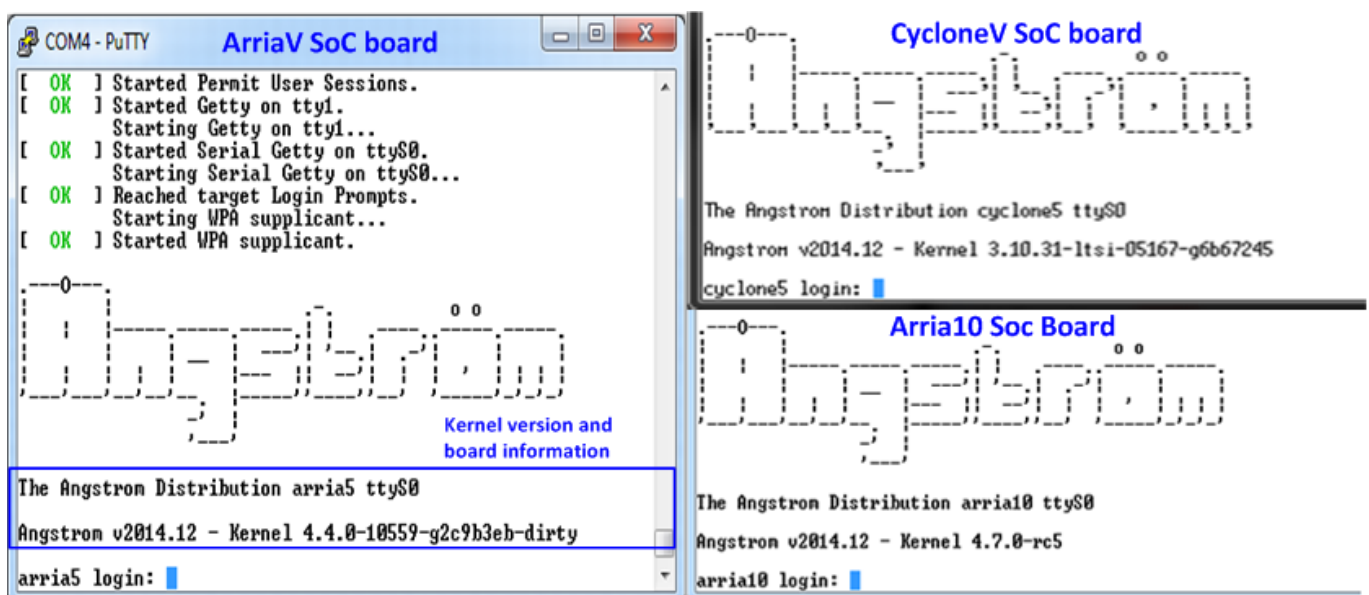 COM4 - PuTTY
ArriaV SoC board
[  OK  ] Started Permit User Sessions.
[  OK  ] Started Getty on tty1.
Starting Getty on tty1...
[  OK  ] Started Serial Getty on ttyS0.
Starting Serial Getty on ttyS0...
[  OK  ] Reached target Login Prompts.
Starting WPA supplicant...
[  OK  ] Started WPA supplicant.
Angström
Kernel version and
board information
The Angstrom Distribution arria5 ttyS0
Angstrom v2014.12 - Kernel 4.4.0-10559-g2c9b3eb-dirty
arria5 login:
CycloneV SoC board
Angström
The Angstrom Distribution cyclone5 ttyS0
Angstrom v2014.12 - Kernel 3.10.31-ltsi-05167-g6b67245
cyclone5 login:
Arria10 Soc Board
Angström
The Angstrom Distribution arria10 ttyS0
Angstrom v2014.12 - Kernel 4.7.0-rc5
arria10 login: